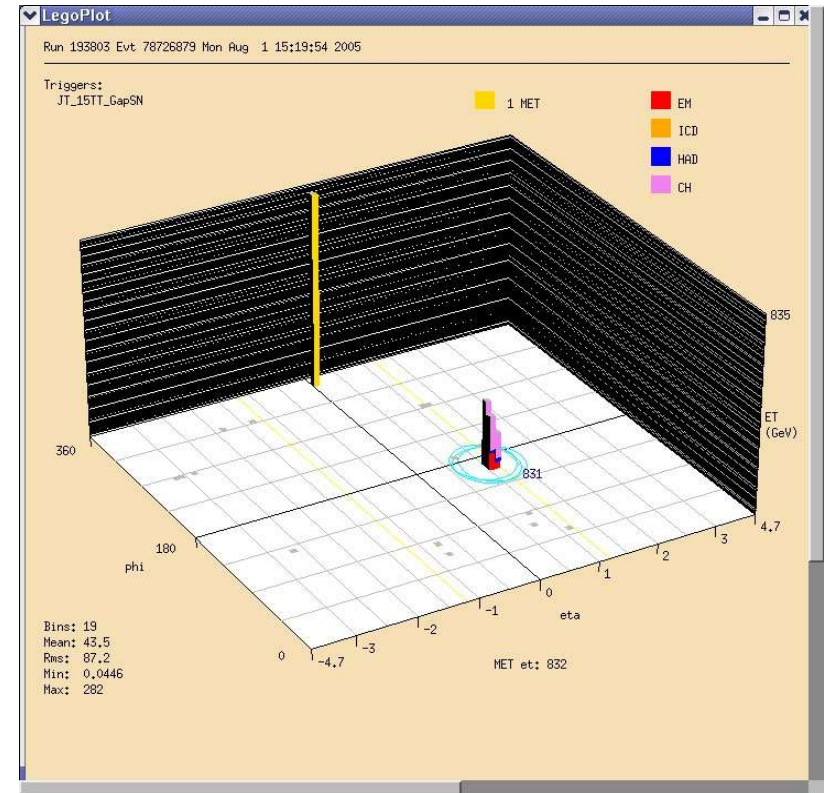 LegoPlot
Run 193803 Evt 78726879 Mon Aug 1 15:19:54 2005
Triggers:
JT_15TT_GapSN
1 MET
EM
ICD
HAD
CH
835
ET
(GeV)
831
360
180
phi
0
-4.7
-3
-2
-1
0
1
2
3
4.7
eta
Bins: 19
Mean: 43.5
Rms: 87.2
Min: 0.0446
Max: 282
MET et: 832